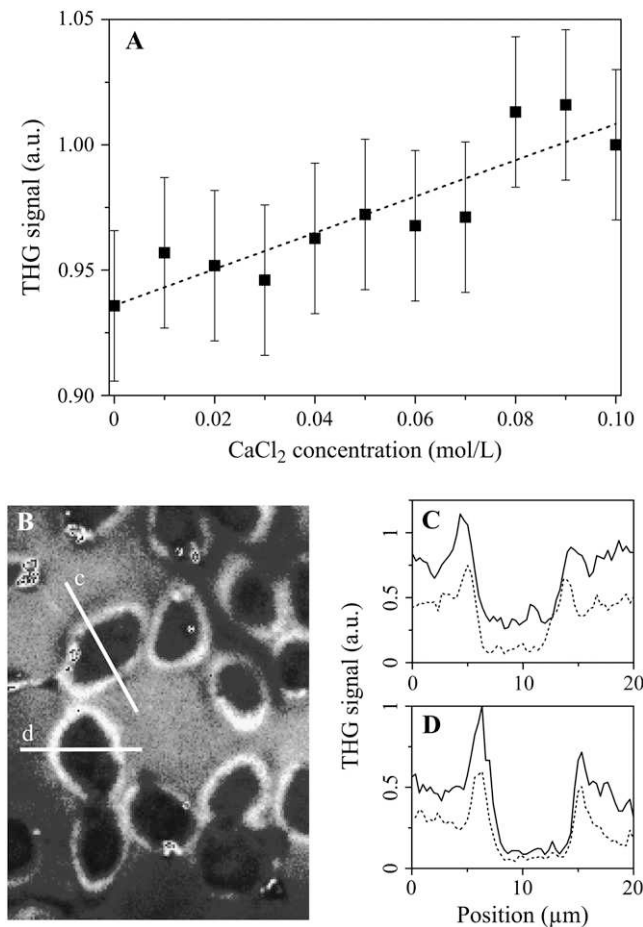 A
THG signal (a.u.)
1.05
1.00
0.95
0.90
0 0.02 0.04 0.06 0.08 0.10
CaCl2 concentration (mol/L)
B
c
d
C
1
0.5
0
0 10 20
THG signal (a.u.)
D
1
0.5
0
0 10 20
Position (µm)